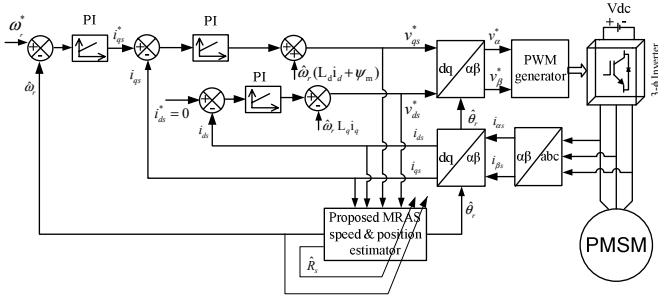 ω*r
PI
i*qs
PI
v*qs
v*α
Vdc
+ -
+
-
+
-
+
+
ω̂r(Ldid+ψm)
dq
αβ
PWM
generator
3-ϕ Inverter
iqs
PI
v*β
ω̂r
i*ds=0
+
-
+
-
v*ds
ω̂r Lqiq
θ̂r
ids
ids
iαs
iqs
iβs
dq
αβ
αβ
abc
Proposed MRAS
speed & position
estimator
θ̂r
R̂s
PMSM